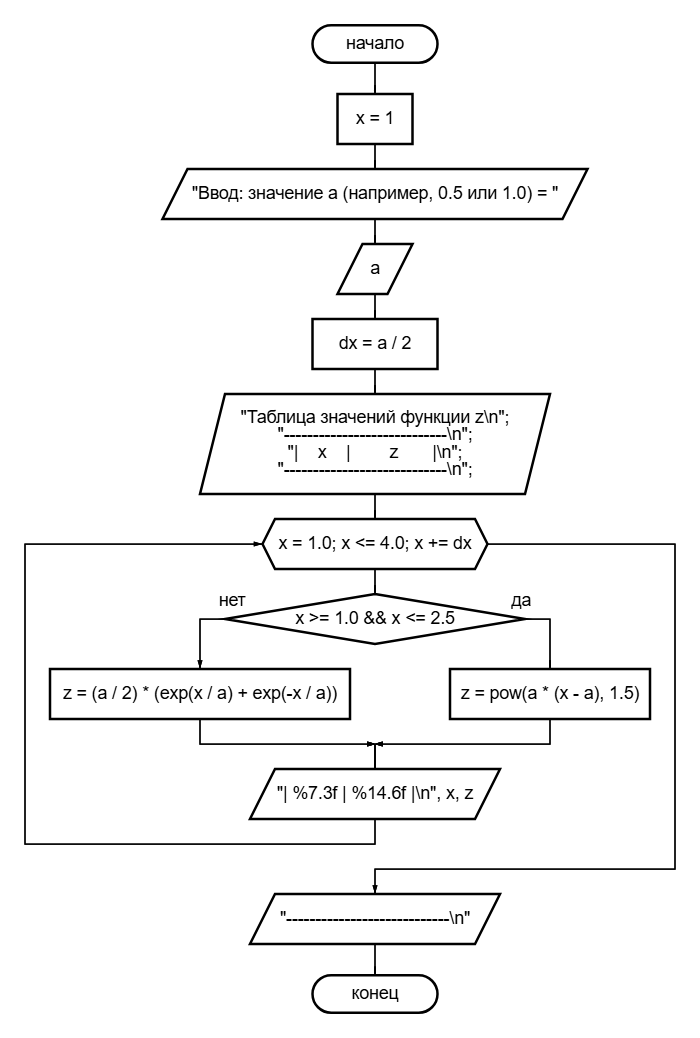 начало
x = 1
"Ввод: значение a (например, 0.5 или 1.0) = "
a
dx = a / 2
"Таблица значений функции z\n";
"----------------------------\n";
"|    x    |        z       |\n";
"----------------------------\n";
x = 1.0; x <= 4.0; x += dx
нет
да
x >= 1.0 && x <= 2.5
z = (a / 2) * (exp(x / a) + exp(-x / a))
z = pow(a * (x - a), 1.5)
"| %7.3f | %14.6f |\n", x, z
"----------------------------\n"
конец